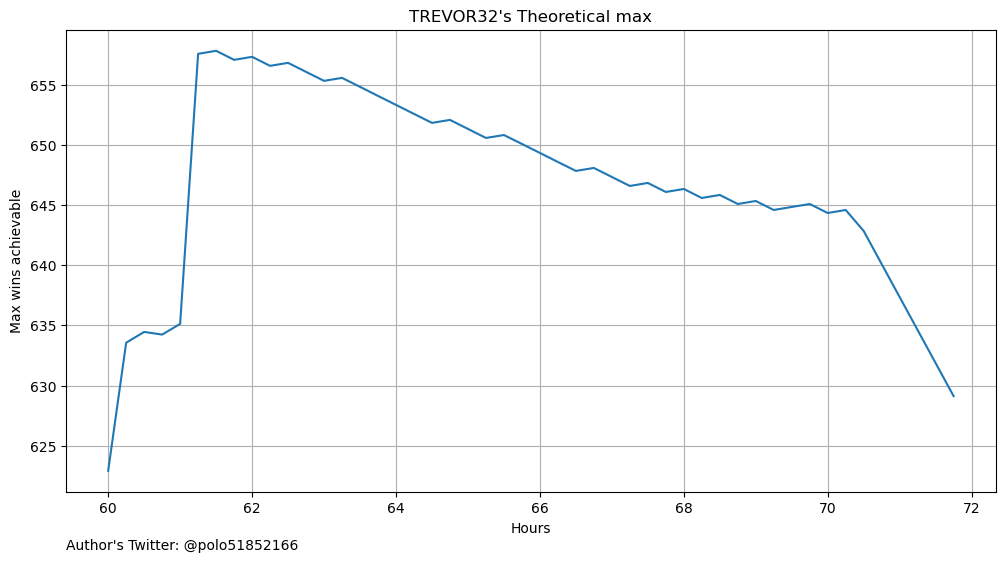 TREVOR32's Theoretical max
Max wins achievable
655
650
645
640
635
630
625
60 62 64 66 68 70 72
Hours
Author's Twitter: @polo51852166